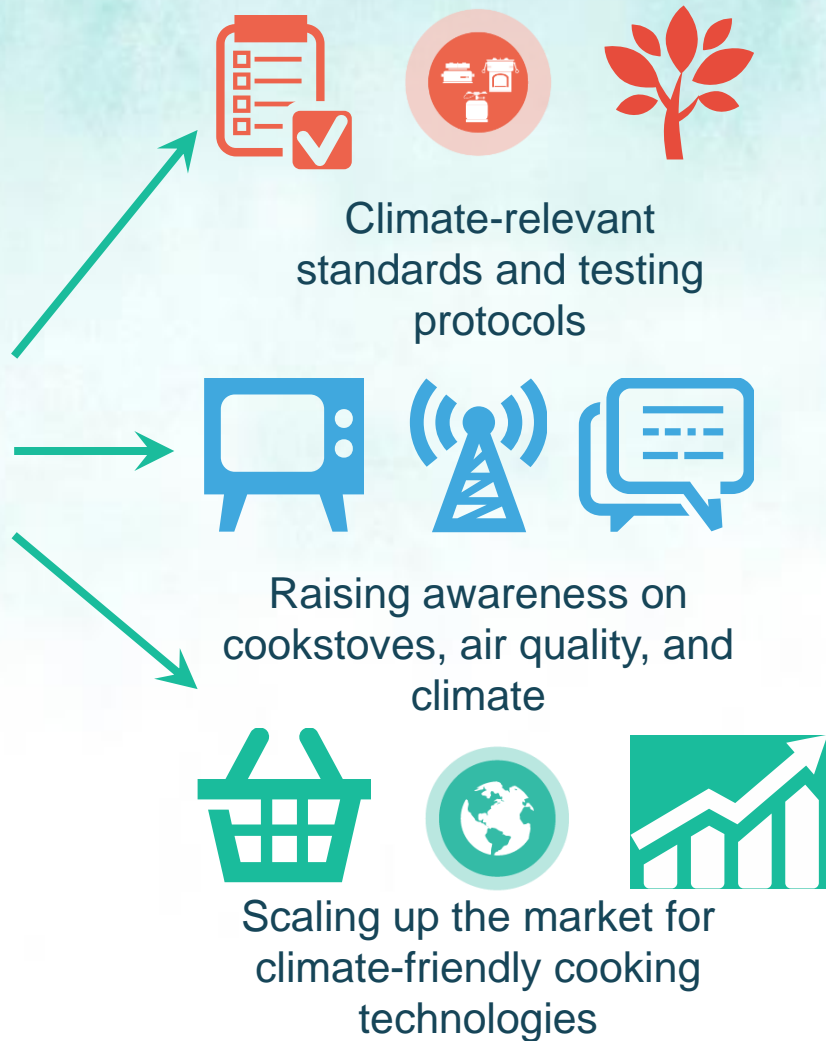 Climate-relevant
standards and testing
protocols
Raising awareness on
cookstoves, air quality, and
climate
Scaling up the market for
climate-friendly cooking
technologies